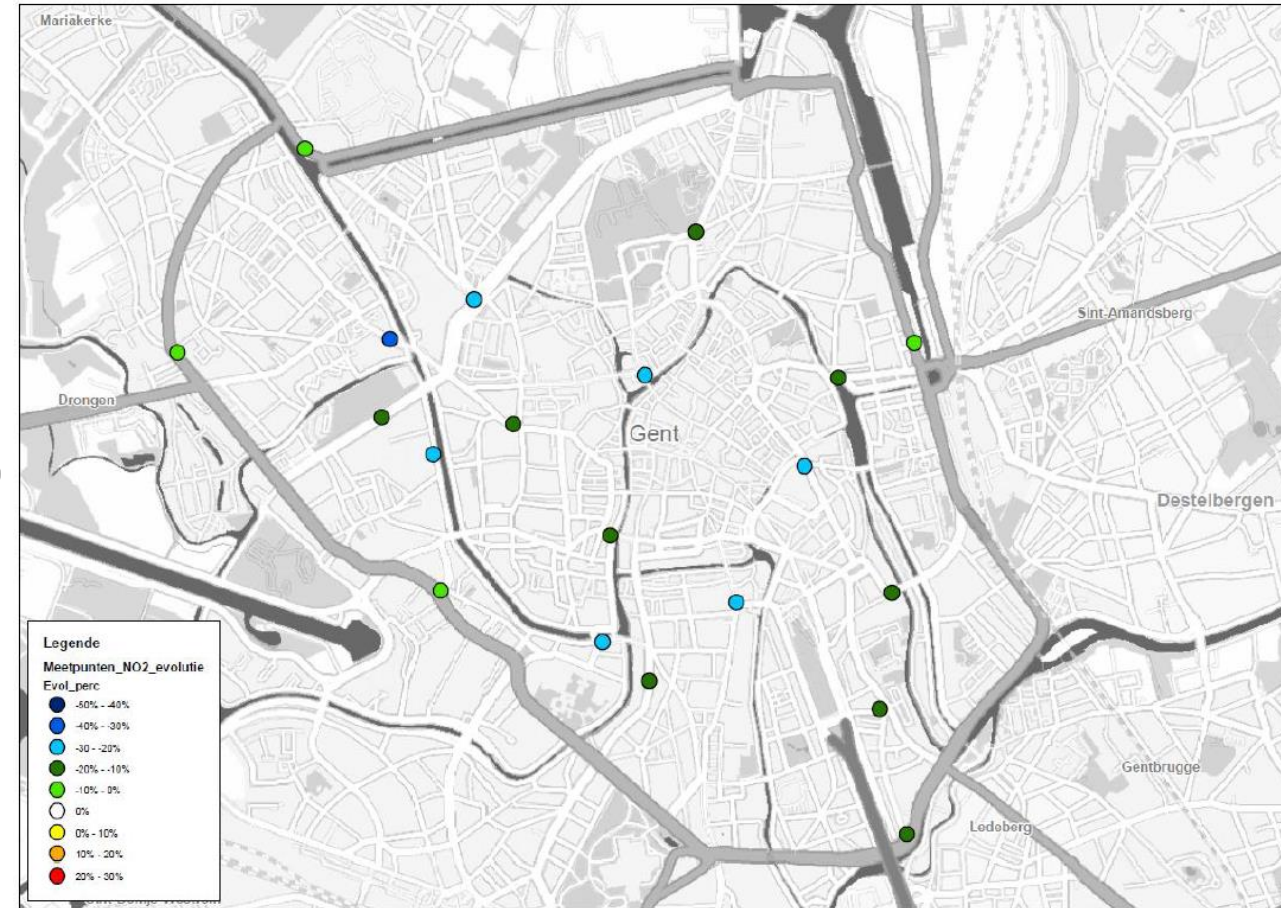 Mariakerke
Sint-Amandsberg
Drongen
Gent
Destelbergen
Gentbrugge
Ledeberg
Legende
Meetpunten_NO2_evolutie
Evol_perc
-50% - -40%
-40% - -30%
-30 - -20%
-20% - -10%
-10% - 0%
0%
0% - 10%
10% - 20%
20% - 30%